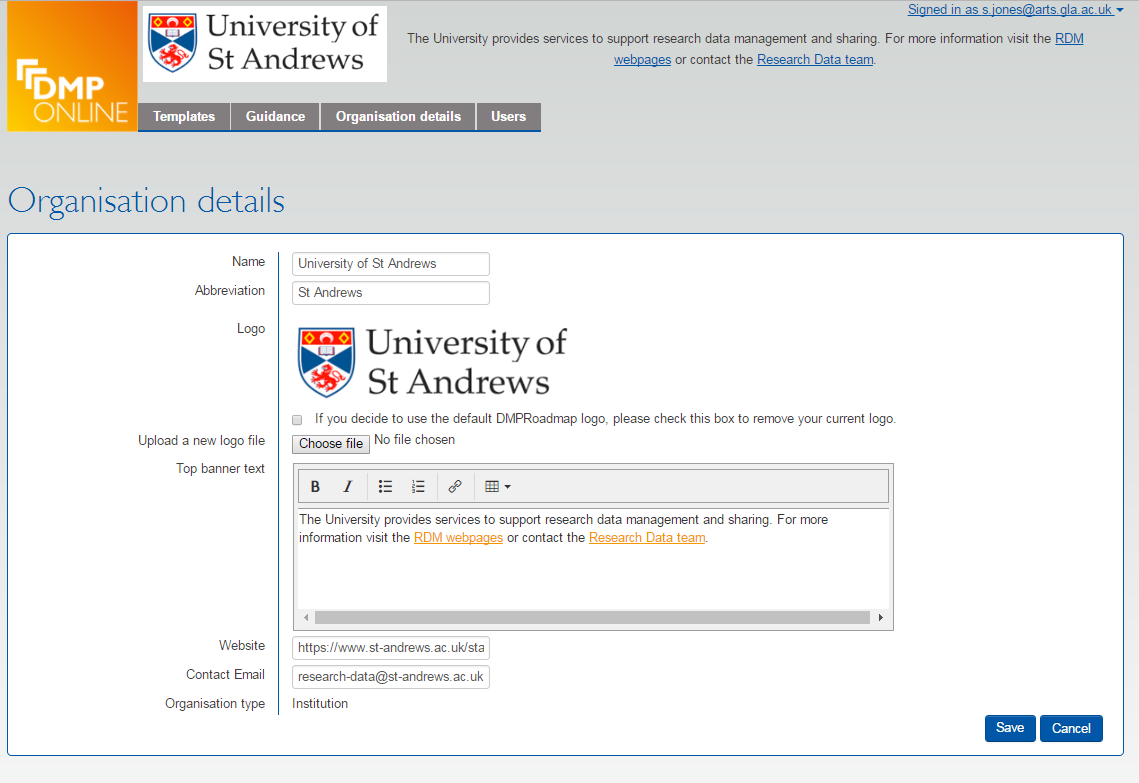 Signed in as s.jones@arts.gla.ac.uk
DMP
ONLINE
University of
St Andrews
The University provides services to support research data management and sharing. For more information visit the RDM
webpages or contact the Research Data team.
Templates Guidance Organisation details Users
Organisation details
Name University of St Andrews
Abbreviation St Andrews
Logo
University of
St Andrews
If you decide to use the default DMPRoadmap logo, please check this box to remove your current logo.
Upload a new logo file Choose file No file chosen
Top banner text
B I
The University provides services to support research data management and sharing. For more
information visit the RDM webpages or contact the Research Data team.
Website https://www.st-andrews.ac.uk/sta
Contact Email research-data@st-andrews.ac.uk
Organisation type Institution
Save Cancel